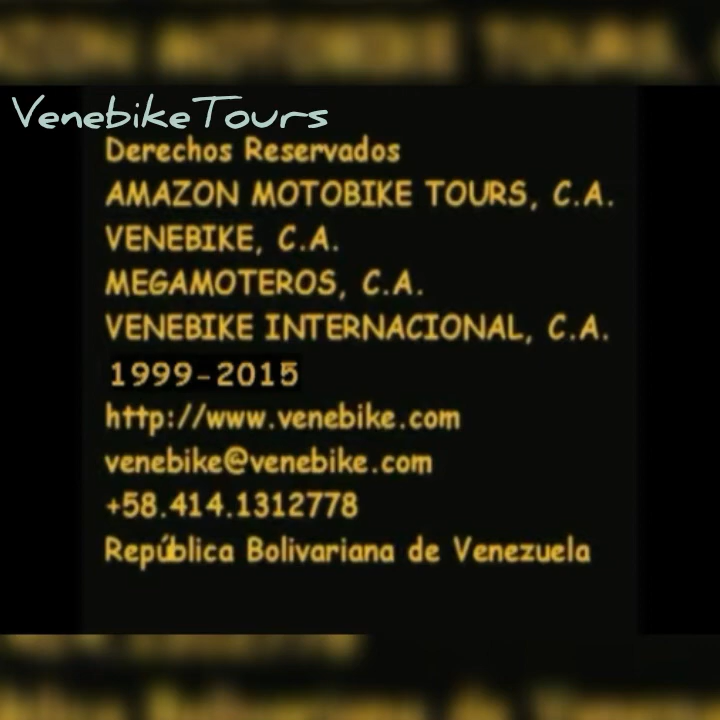 VenebikeTours
Derechos Reservados
AMAZON MOTOBIKE TOURS, C.A.
VENEBIKE, C.A.
MEGAMOTEROS, C.A.
VENEBIKE INTERNACIONAL, C.A.
1999-2015
http://www.venebike.com
venebike@venebike.com
+58.414.1312778
República Bolivariana de Venezuela